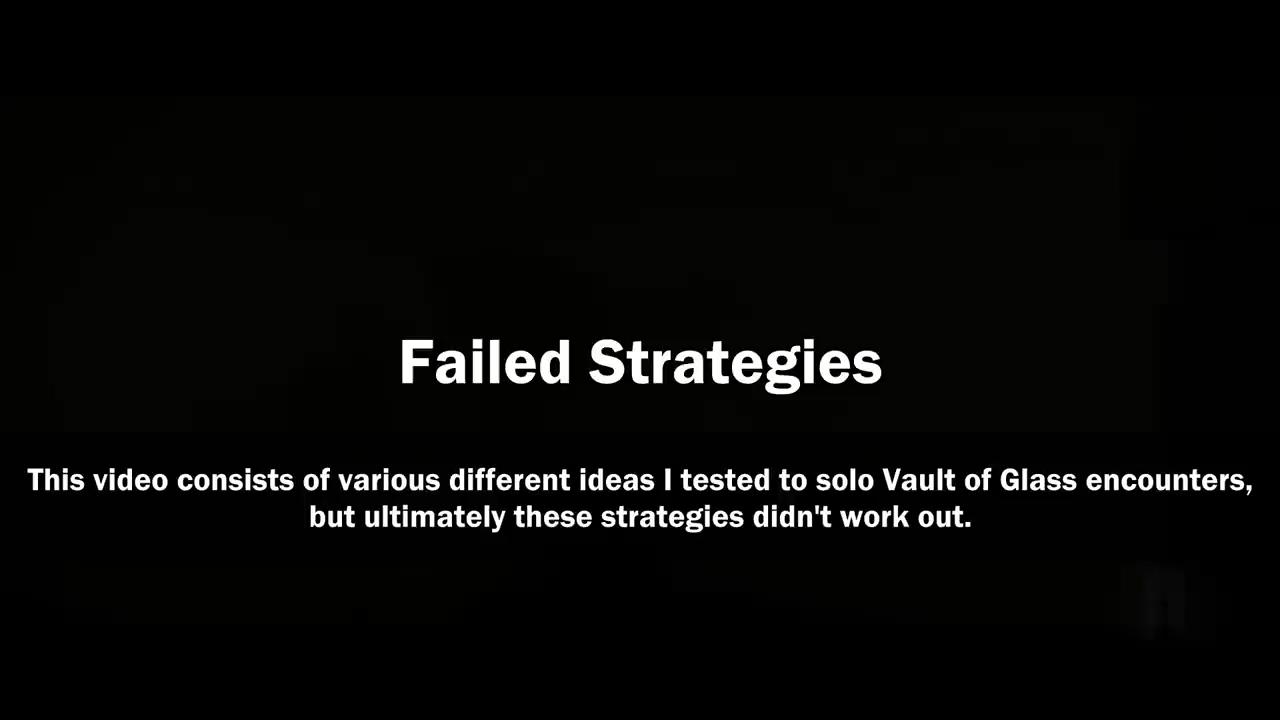 Failed Strategies
This video consists of various different ideas I tested to solo Vault of Glass encounters,
but ultimately these strategies didn't work out.